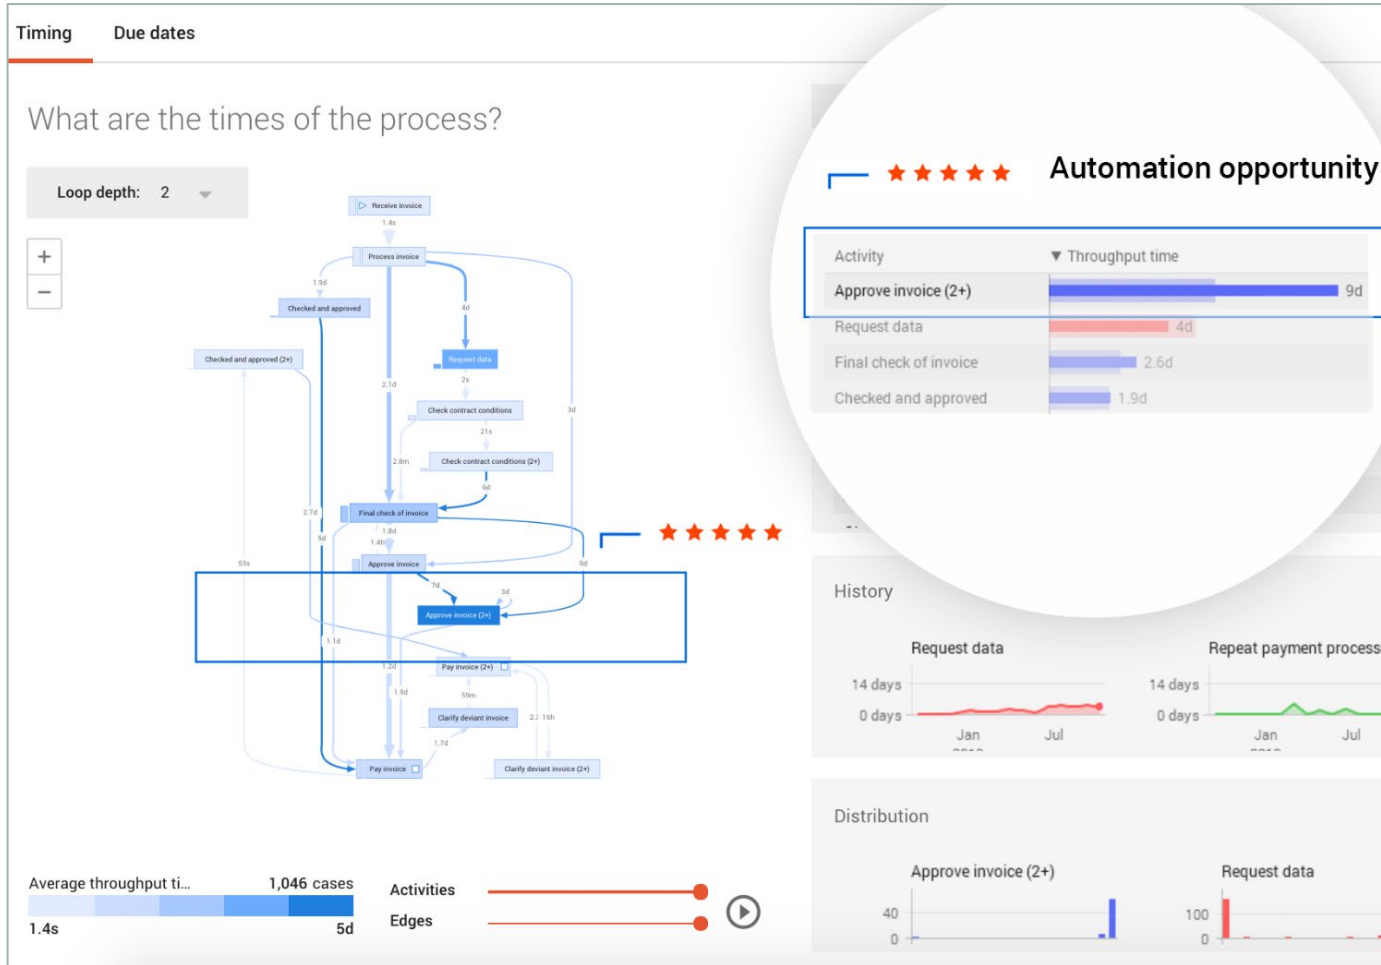 Timing
Due dates
What are the times of the process?
Loop depth: 2
+
−
Receive invoice
1.4s
Process invoice
1.9d
4d
Checked and approved
Checked and approved (2+)
Request data
2.1d
2s
3d
Check contract conditions
21s
2.8m
Check contract conditions (2+)
6d
2.7d
Final check of invoice
1.8d
5d
1.4h
53s
Approve invoice
9d
7d
3d
Approve invoice (2+)
1.1d
1.2d
Pay invoice (2+)
1.9d
59m
Clarify deviant invoice
16h
1.7d
Pay invoice
Clarify deviant invoice (2+)
Average throughput ti...
1,046 cases
1.4s
5d
Activities
Edges
Automation opportunity
Activity
▼ Throughput time
Approve invoice (2+)
9d
Request data
4d
Final check of invoice
2.6d
Checked and approved
1.9d
History
Request data
14 days
0 days
Jan
Jul
Repeat payment process
14 days
0 days
Jan
Jul
Distribution
Approve invoice (2+)
40
0
Request data
100
0